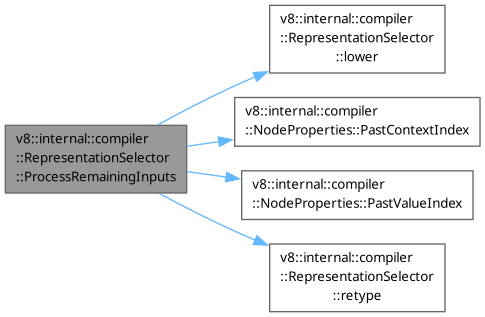 v8::internal::compiler
::RepresentationSelector
::ProcessRemainingInputs
v8::internal::compiler
::RepresentationSelector
::lower
v8::internal::compiler
::NodeProperties::PastContextIndex
v8::internal::compiler
::NodeProperties::PastValueIndex
v8::internal::compiler
::RepresentationSelector
::retype